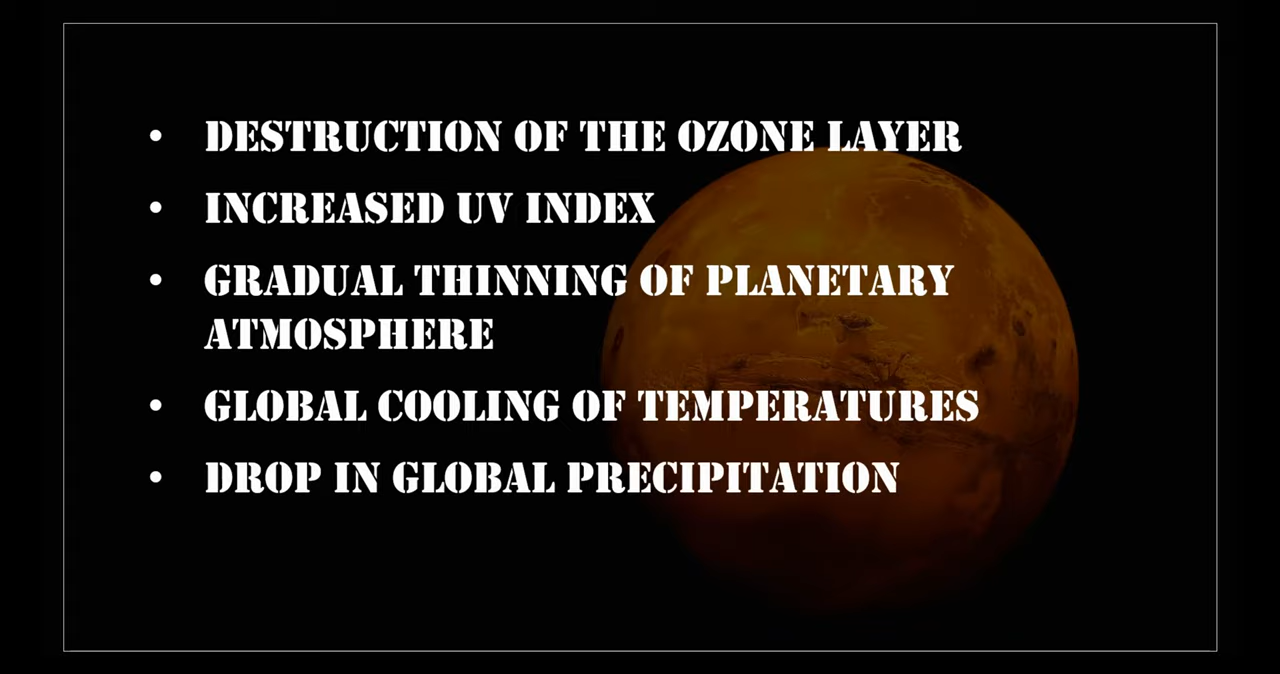 • DESTRUCTION OF THE OZONE LAYER
• INCREASED UV INDEX
• GRADUAL THINNING OF PLANETARY
ATMOSPHERE
• GLOBAL COOLING OF TEMPERATURES
• DROP IN GLOBAL PRECIPITATION